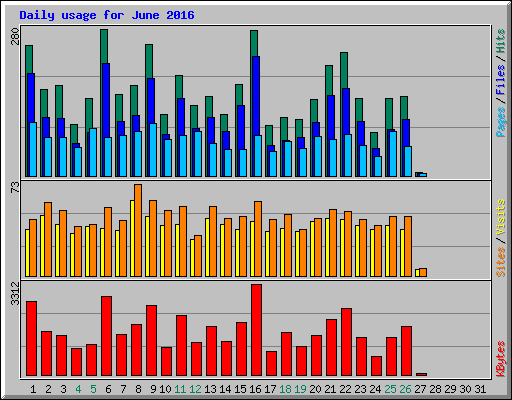 Daily usage for June 2016
280
Pages / Files / Hits
73
Sites / Visits
3312
KBytes
1 2 3 4 5 6 7 8 9 10 11 12 13 14 15 16 17 18 19 20 21 22 23 24 25 26 27 28 29 30 31